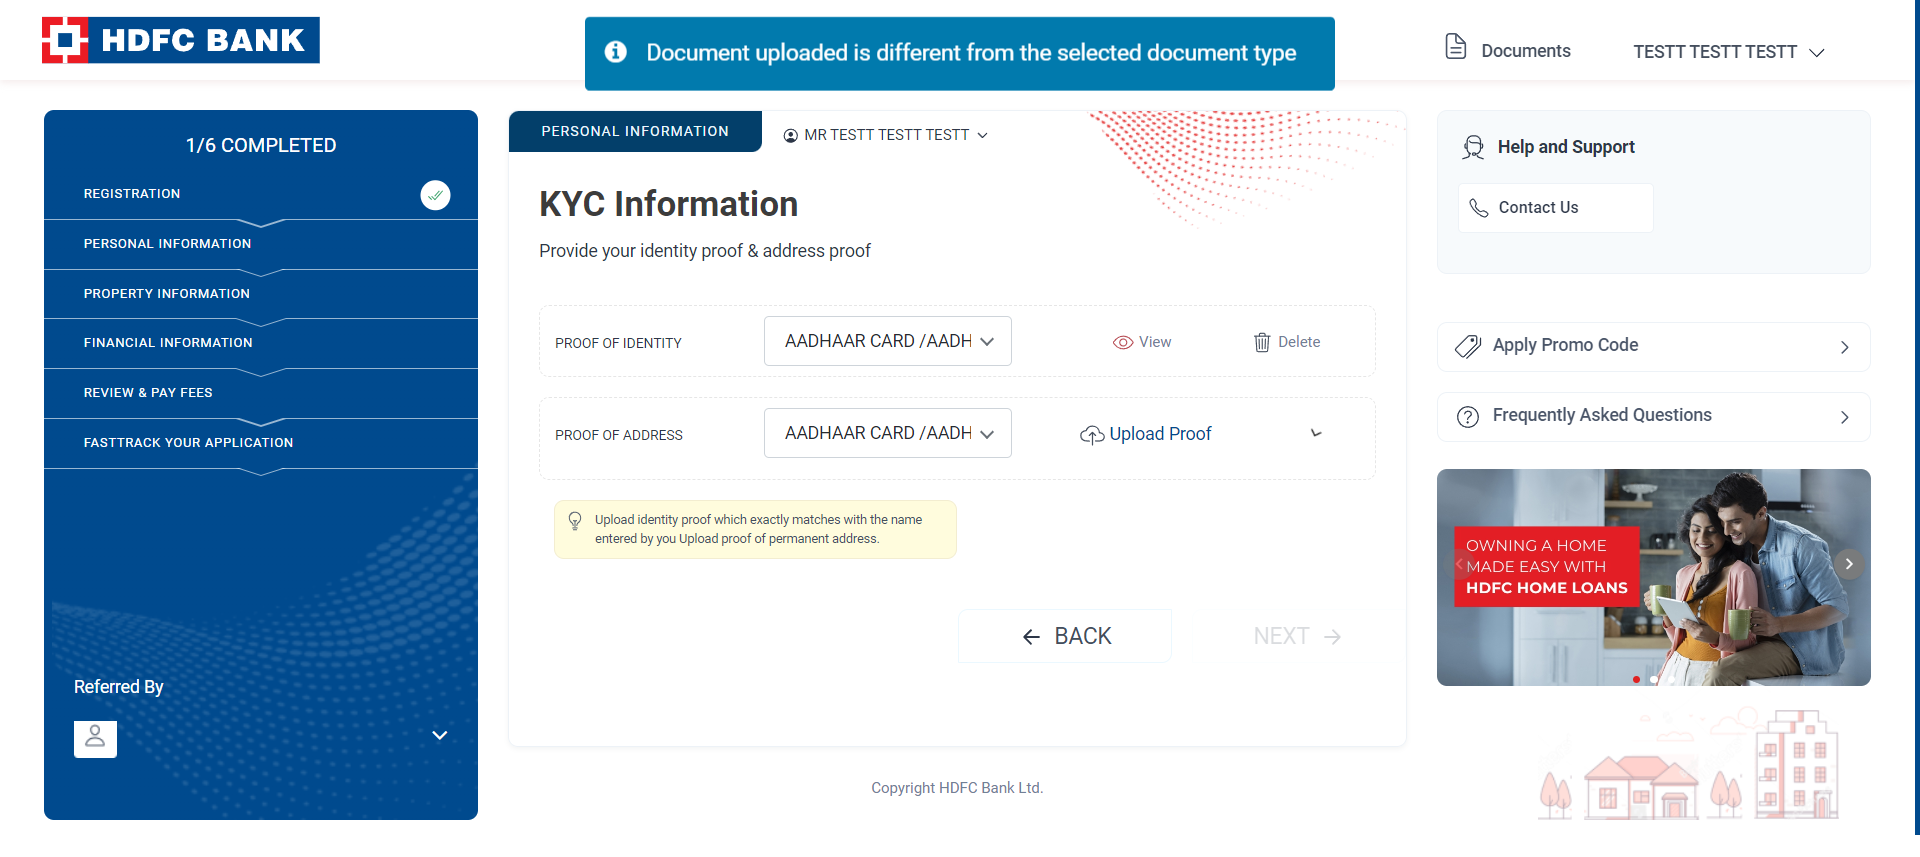 HDFC BANK
Document uploaded is different from the selected document type
Documents
TESTT TESTT TESTT
1/6 COMPLETED
REGISTRATION
PERSONAL INFORMATION
PROPERTY INFORMATION
FINANCIAL INFORMATION
REVIEW & PAY FEES
FASTTRACK YOUR APPLICATION
Referred By
PERSONAL INFORMATION
MR TESTT TESTT TESTT
KYC Information
Provide your identity proof & address proof
PROOF OF IDENTITY
AADHAAR CARD /AADH
View
Delete
PROOF OF ADDRESS
AADHAAR CARD /AADH
Upload Proof
Upload identity proof which exactly matches with the name
entered by you Upload proof of permanent address.
BACK
NEXT
Copyright HDFC Bank Ltd.
Help and Support
Contact Us
Apply Promo Code
Frequently Asked Questions
OWNING A HOME
MADE EASY WITH
HDFC HOME LOANS